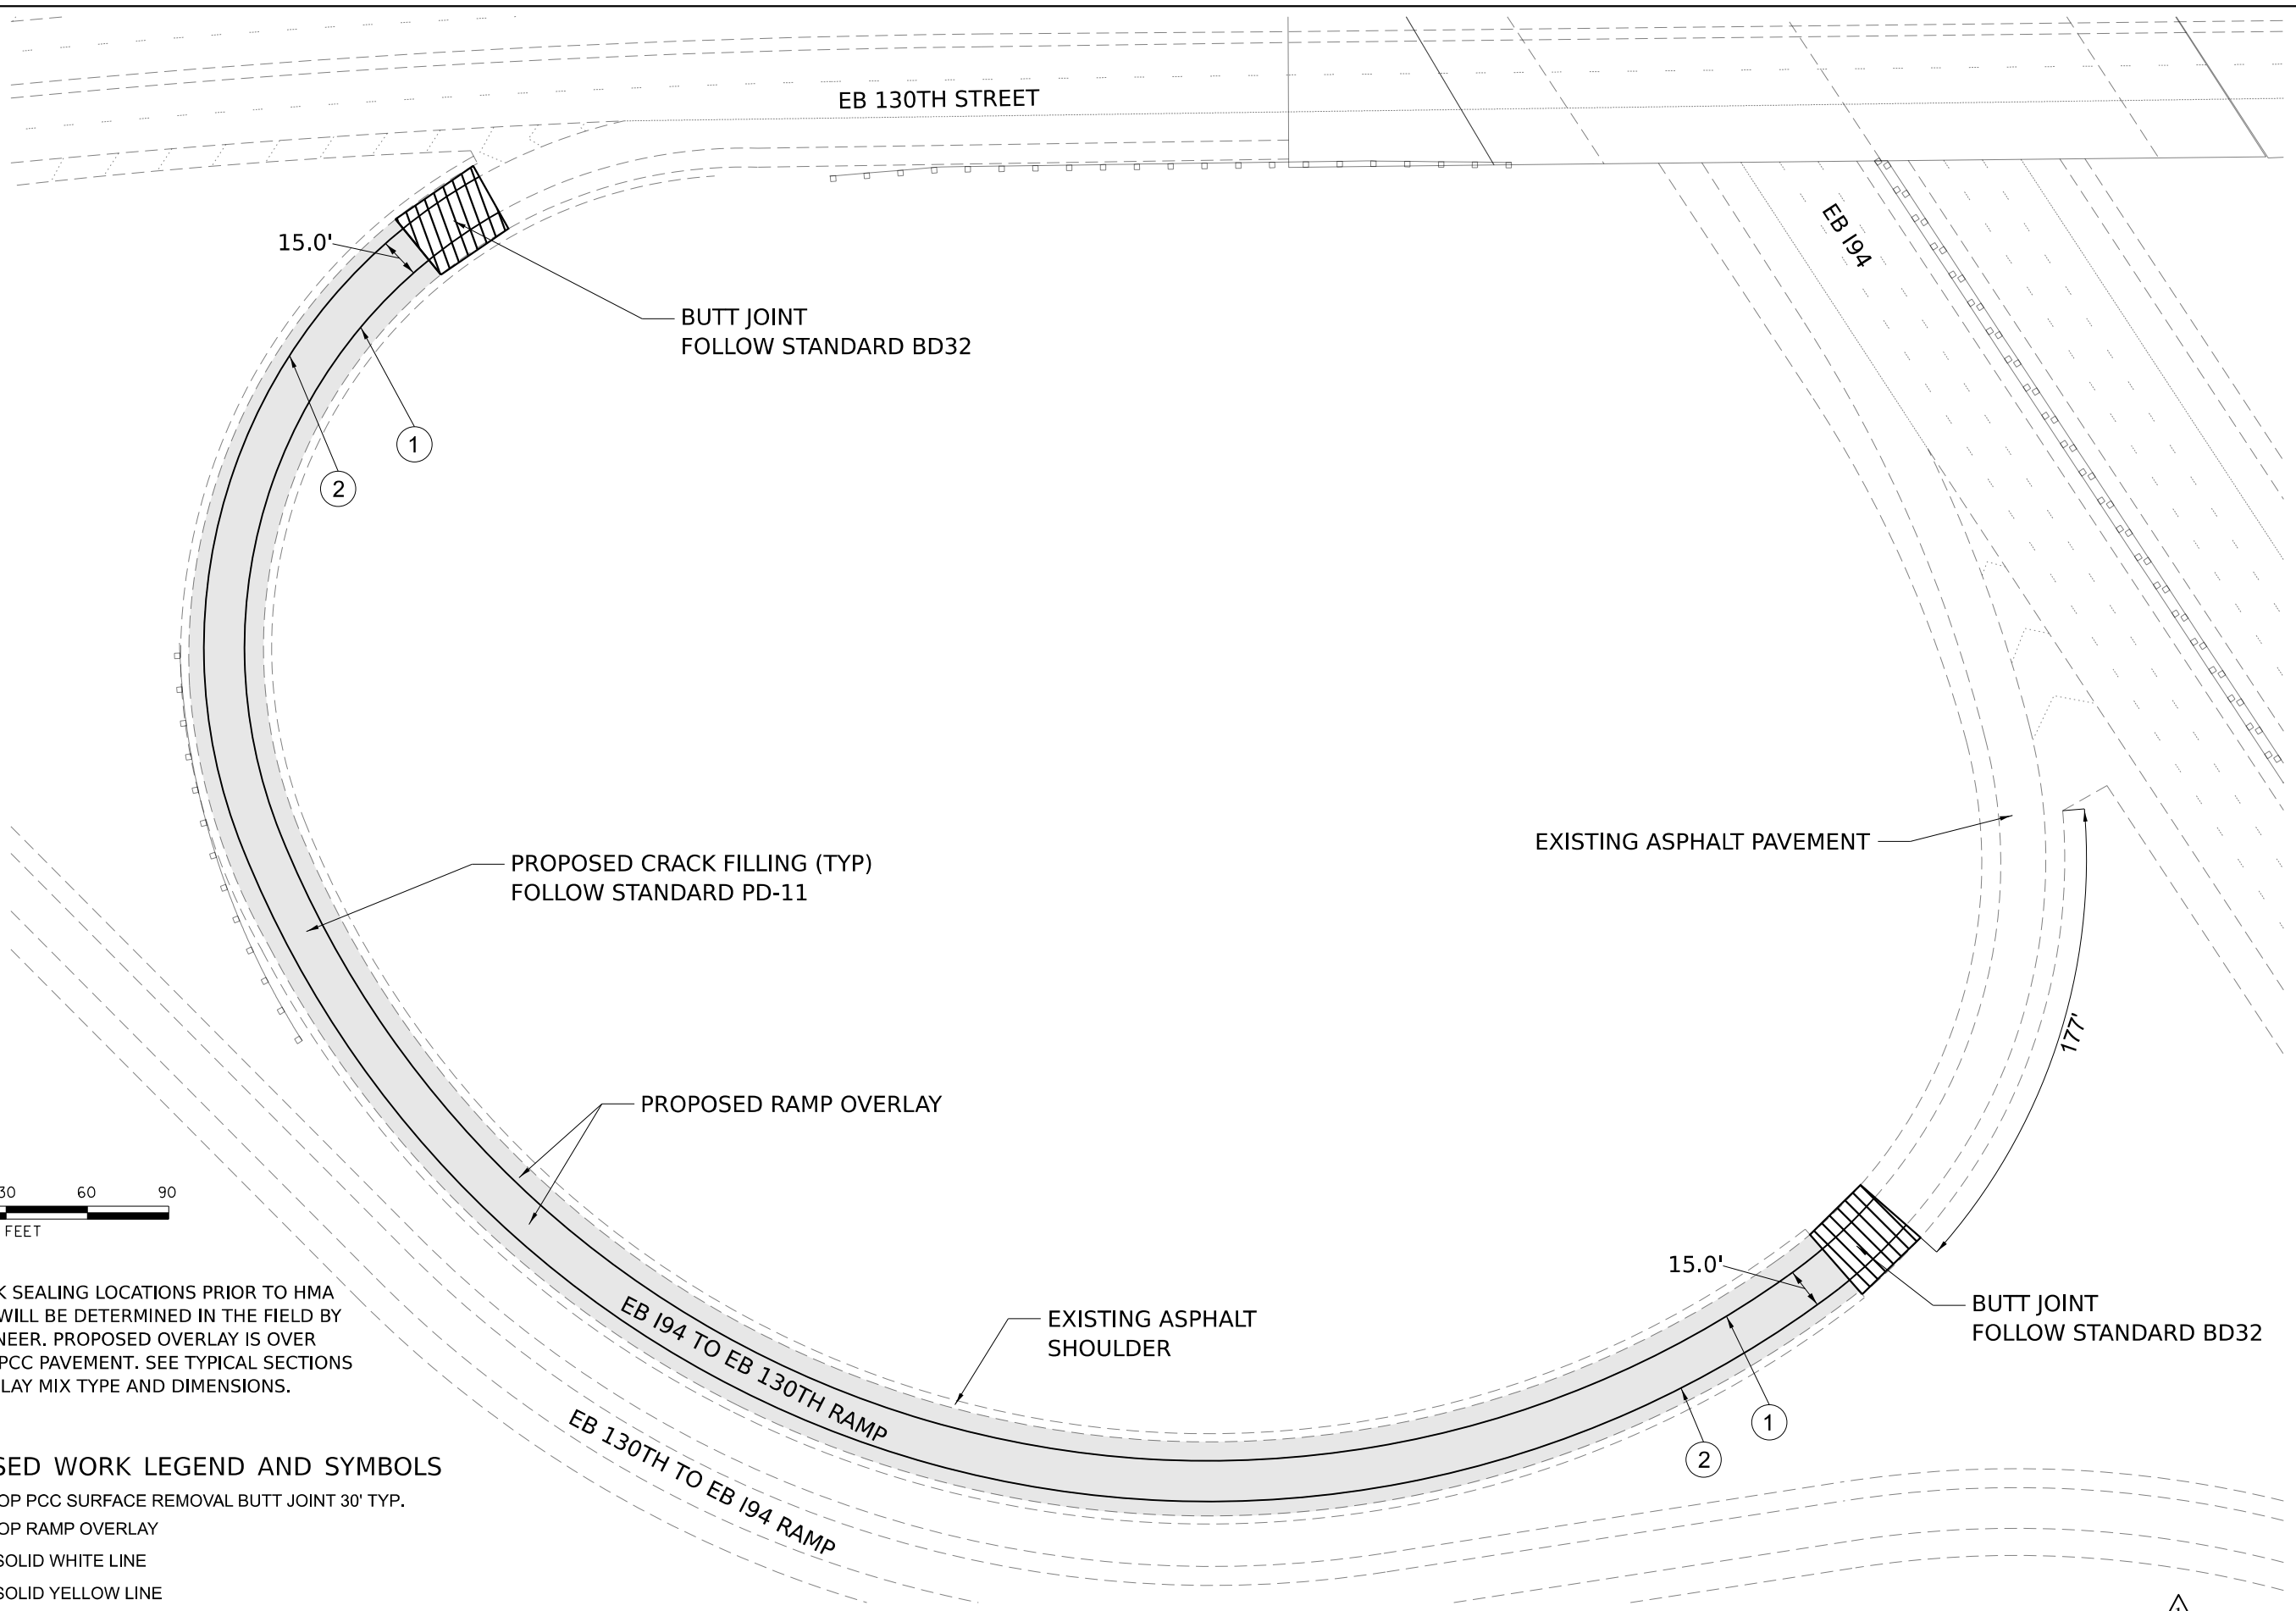 EB 130TH STREET
EB I94
15.0'
BUTT JOINT
FOLLOW STANDARD BD32
1
2
EXISTING ASPHALT PAVEMENT
PROPOSED CRACK FILLING (TYP)
FOLLOW STANDARD PD-11
177'
PROPOSED RAMP OVERLAY
30 60 90
FEET
15.0'
EXISTING ASPHALT
SHOULDER
BUTT JOINT
FOLLOW STANDARD BD32
EB I94 TO EB 130TH RAMP
EB 130TH TO EB I94 RAMP
1
2
K SEALING LOCATIONS PRIOR TO HMA
WILL BE DETERMINED IN THE FIELD BY
NEER. PROPOSED OVERLAY IS OVER
PCC PAVEMENT. SEE TYPICAL SECTIONS
LAY MIX TYPE AND DIMENSIONS.
SED WORK LEGEND AND SYMBOLS
OP PCC SURFACE REMOVAL BUTT JOINT 30' TYP.
OP RAMP OVERLAY
SOLID WHITE LINE
SOLID YELLOW LINE